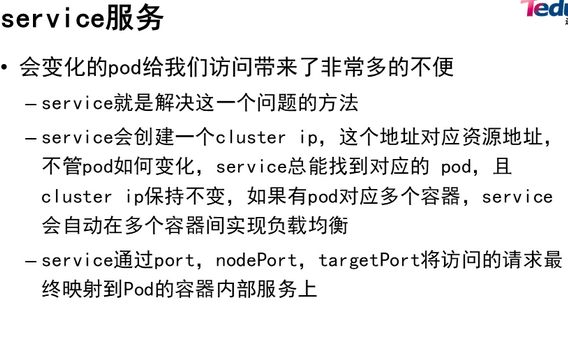 service服务
• 会变化的pod给我们访问带来了非常多的不便
– service就是解决这一个问题的方法
– service会创建一个cluster ip，这个地址对应资源地址，
不管pod如何变化，service总能找到对应的 pod，且
cluster ip保持不变，如果有pod对应多个容器，service
会自动在多个容器间实现负载均衡
– service通过port，nodePort，targetPort将访问的请求最
终映射到Pod的容器内部服务上